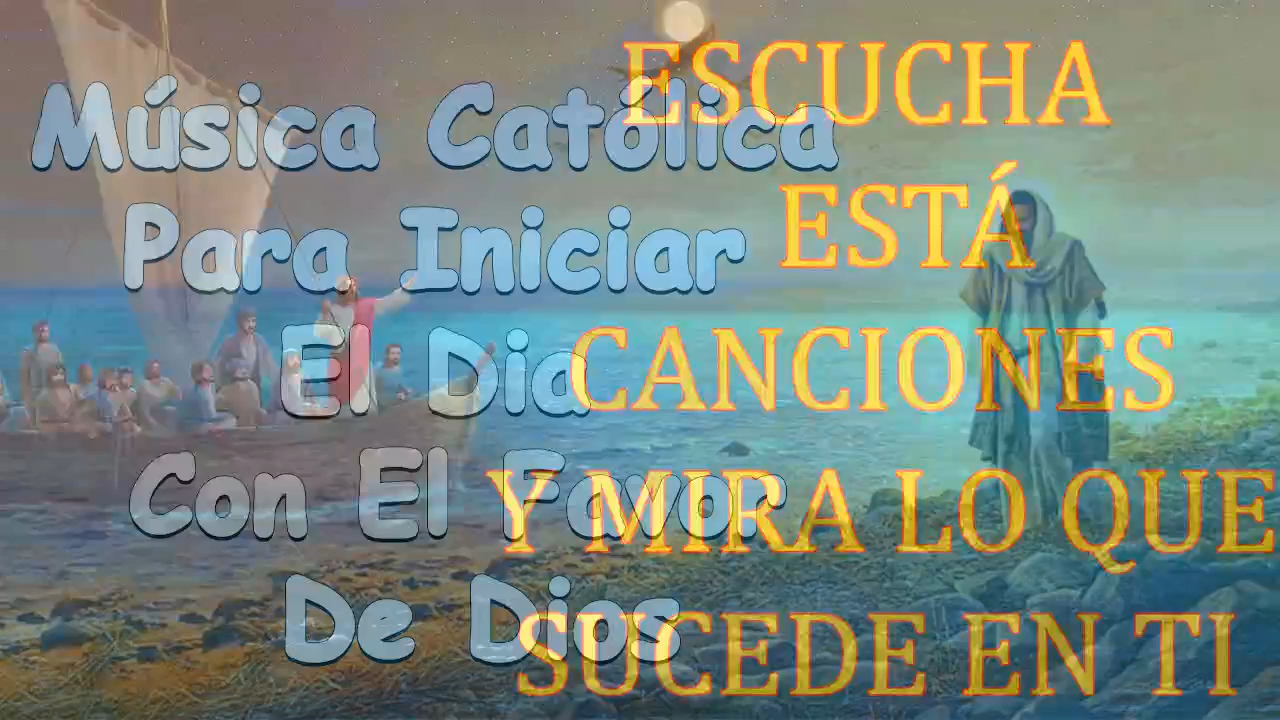 Música Católica
Para Iniciar
El Dia
Con El Favor
De Dios
ESCUCHA
ESTÁ
CANCIONES
Y MIRA LO QUE
SUCEDE EN TI